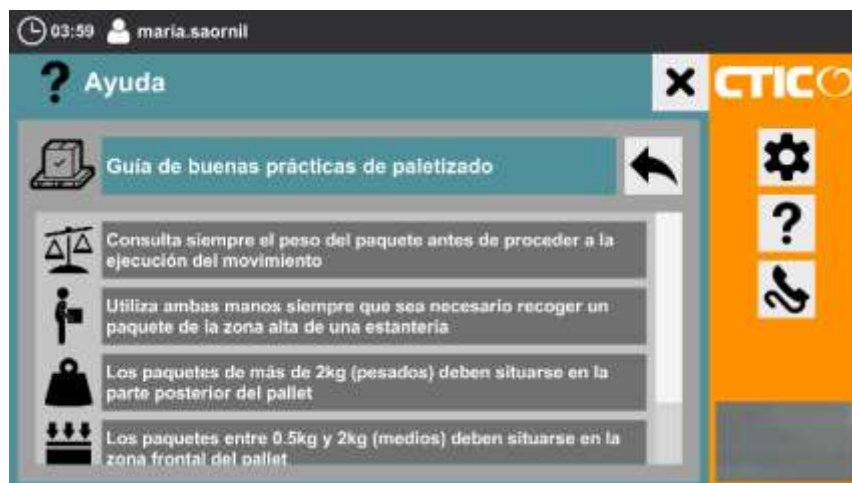 03:59 maria.saornil
Ayuda
CTIC
Guía de buenas prácticas de paletizado
Consulta siempre el peso del paquete antes de proceder a la
ejecución del movimiento
Utiliza ambas manos siempre que sea necesario recoger un
paquete de la zona alta de una estantería
Los paquetes de más de 2kg (pesados) deben situarse en la
parte posterior del pallet
Los paquetes entre 0.5kg y 2kg (medios) deben situarse en la
zona frontal del pallet